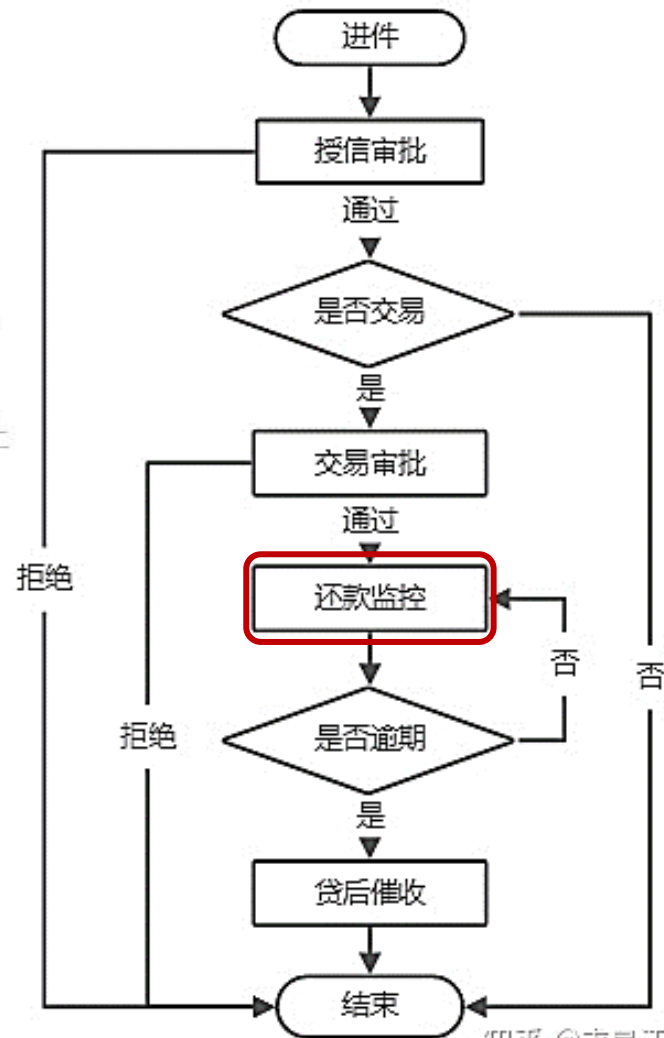 进件
授信审批
通过
是否交易
是
交易审批
通过
拒绝
还款监控
否
否
拒绝
是否逾期
是
贷后催收
结束